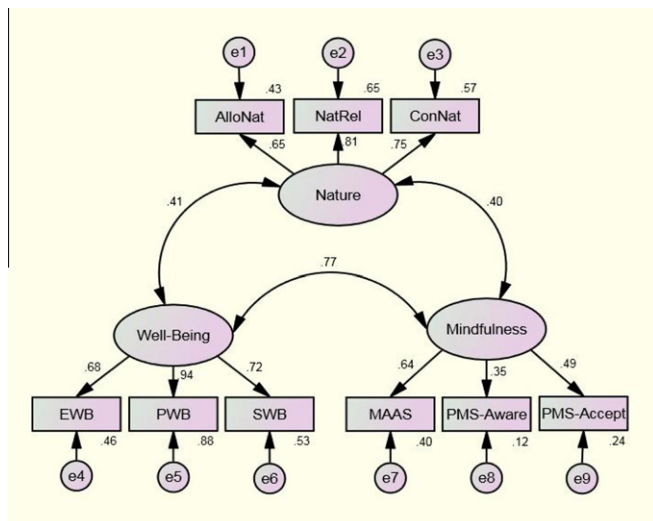 e1 e2 e3
.43 .65 .57
AlloNat NatRel ConNat
.65 .81 .75
Nature
.41 .40
.77
Well-Being Mindfulness
.68 .94 .72 .64 .35 .49
EWB PWB SWB MAAS PMS-Aware PMS-Accept
.46 .88 .53 .40 .12 .24
e4 e5 e6 e7 e8 e9